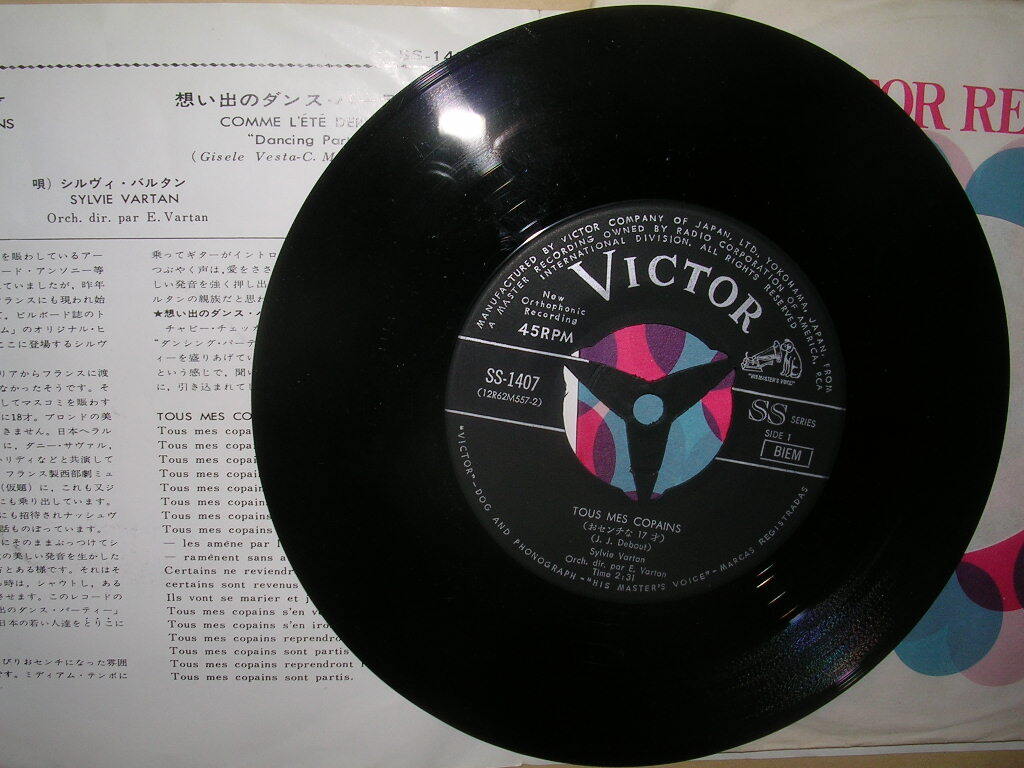 SS-14
想い出のダンス・パーテ
NS
COMME L'ÉTÉ DER
"Dancing Par
(Gisele Vesta-C. M
唄) シルヴィ・バルタン
SYLVIE VARTAN
Orch. dir. par E. Vartan
を賑わしているアー
ード・アンソニー等
ていましたが,昨年
ランスにも現われ始
て。ビルボード誌のト
ム」のオリジナル・ヒ
ここに登場するシルヴ
リアからフランスに渡
なかったそうです。そ
してマスコミを賑わす
に18才。ブロンドの美
きません。日本ヘラル
に,ダニー・サヴァル,
リディなどと共演して
フランス製西部劇ミュ
(仮題)に,これも又ジ
にも乗り出しています。
にも招待されナッシュヴ
話ものぼっています。
にそのままぶっつけてシ
の美しい発音を生かした
とある様です。それはそ
る時は,シャウトし,ある
させます。このレコードの
出のダンス・パーティー」
日本の若い人達をとりこに
ぴりおセンチになった雰囲
です。ミディアム・テンポに
乗ってギターがイントロ
つぶやく声は,愛をささ
しい発音を強く押し出
ルタンの親族だと思わ
★想い出のダンス・パ
チャビー・チェッカ
"ダンシング・パーティ
ィーを盛りあげてい
という感じで,聞い
に,引き込まれてし
TOUS MES CO
Tous mes copa
Tous mes copai
Tous mes copa
Tous mes copa
Tous mes copai
Tous mes copai
Tous mes copain
Tous mes copain
— les amène par l
— ramènent sans a
Certains ne reviendr
certains sont revenus
Ils vont se marier et j
Tous mes copains s'en v
Tous mes copains s'en iro
Tous mes copains reprendro
Tous mes copains sont partis
Tous mes copains reprendront l
Tous mes copains sont partis.
TOR RE
MANUFACTURED BY VICTOR COMPANY OF JAPAN, LTD., YOKOHAMA, JAPAN, FROM
A MASTER RECORDING OWNED BY RADIO CORPORATION OF AMERICA, RCA
INTERNATIONAL DIVISION, ALL RIGHTS RESERVED
VICTOR
New
Orthophonic
Recording
45RPM
"HIS MASTER'S VOICE"
SS-1407
(12R62M557-2)
SS SERIES
SIDE 1
BIEM
TOUS MES COPAINS
(おセンチな 17 才)
(J. J. Debout)
Sylvie Vartan
Orch. dir. par E. Vartan
Time 2:31
"VICTOR"–DOG AND PHONOGRAPH–"HIS MASTER'S VOICE"–MARCAS REGISTRADAS